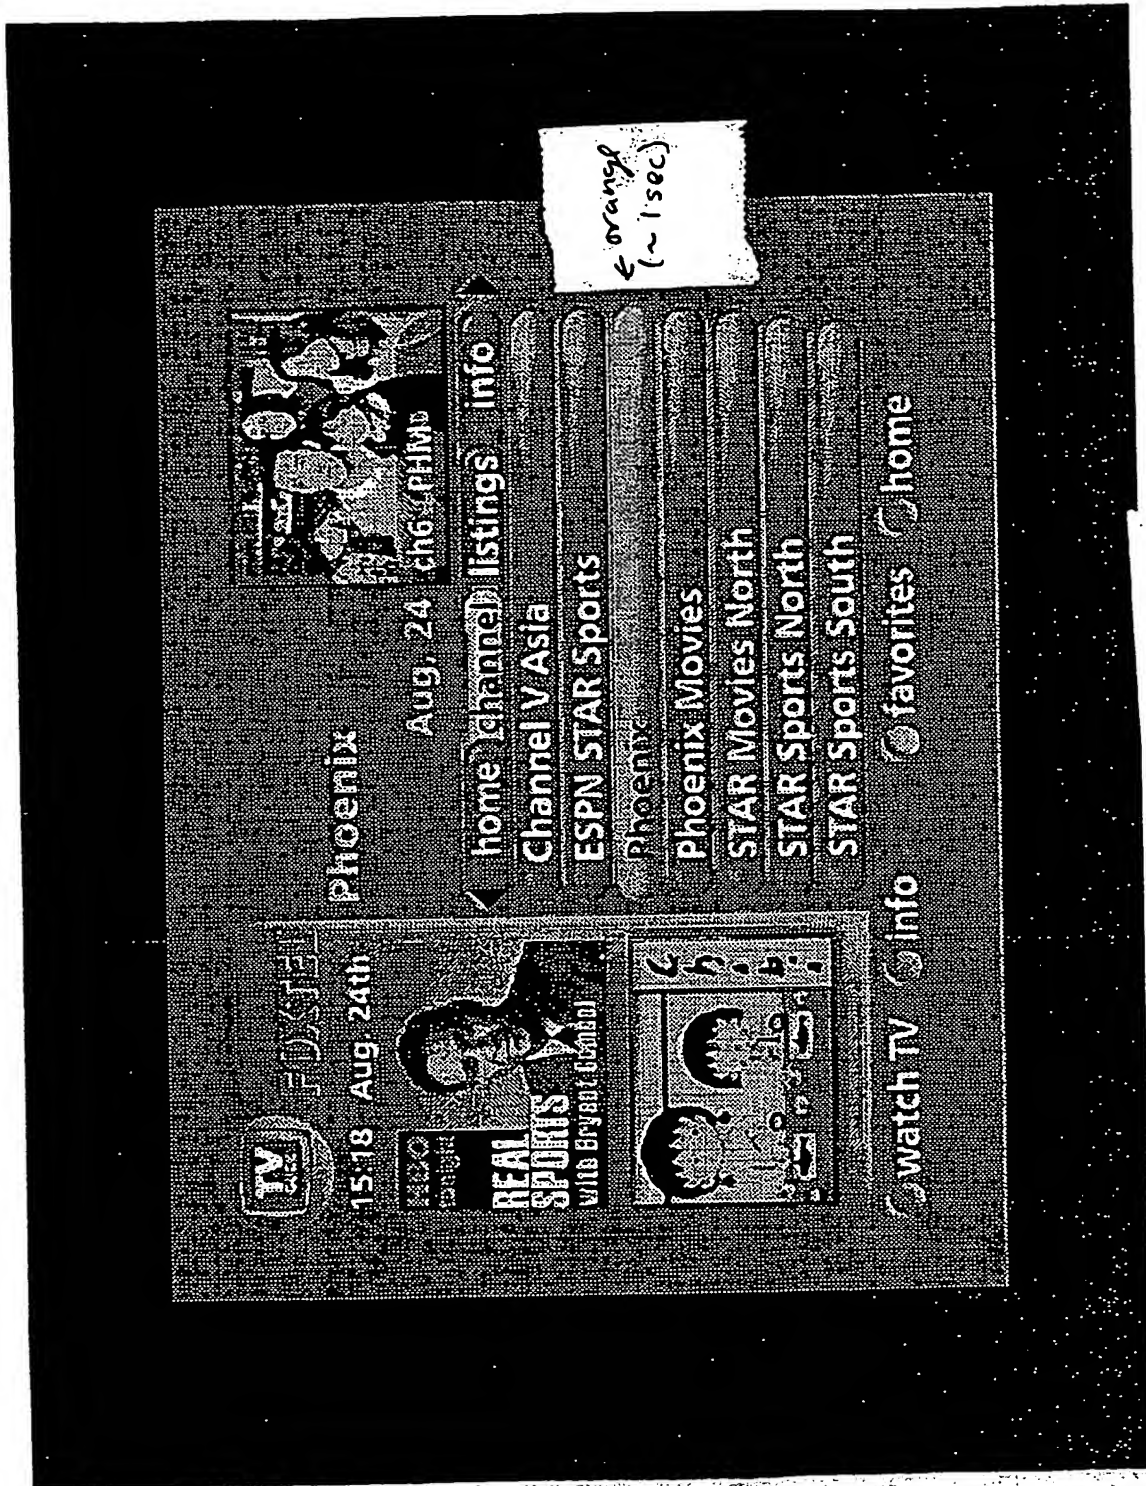 TV
15:18 Aug, 24th
HBO
REAL
SPORTS
with Bryant Gumbel
Phoenix
Aug, 24
ch6 PHM
home channel listings info
Channel V Asia
ESPN STAR Sports
Phoenix
Phoenix Movies
STAR Movies North
STAR Sports North
STAR Sports South
watch TV info favorites home
← orange
(~ 1 sec)